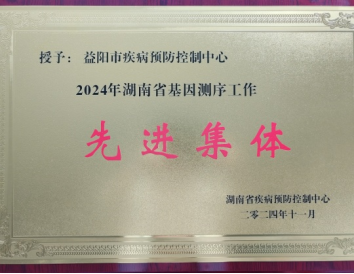 授予：益阳市疾病预防控制中心
2024年湖南省基因测序工作
先进集体
湖南省疾病预防控制中心
二〇二四年十一月